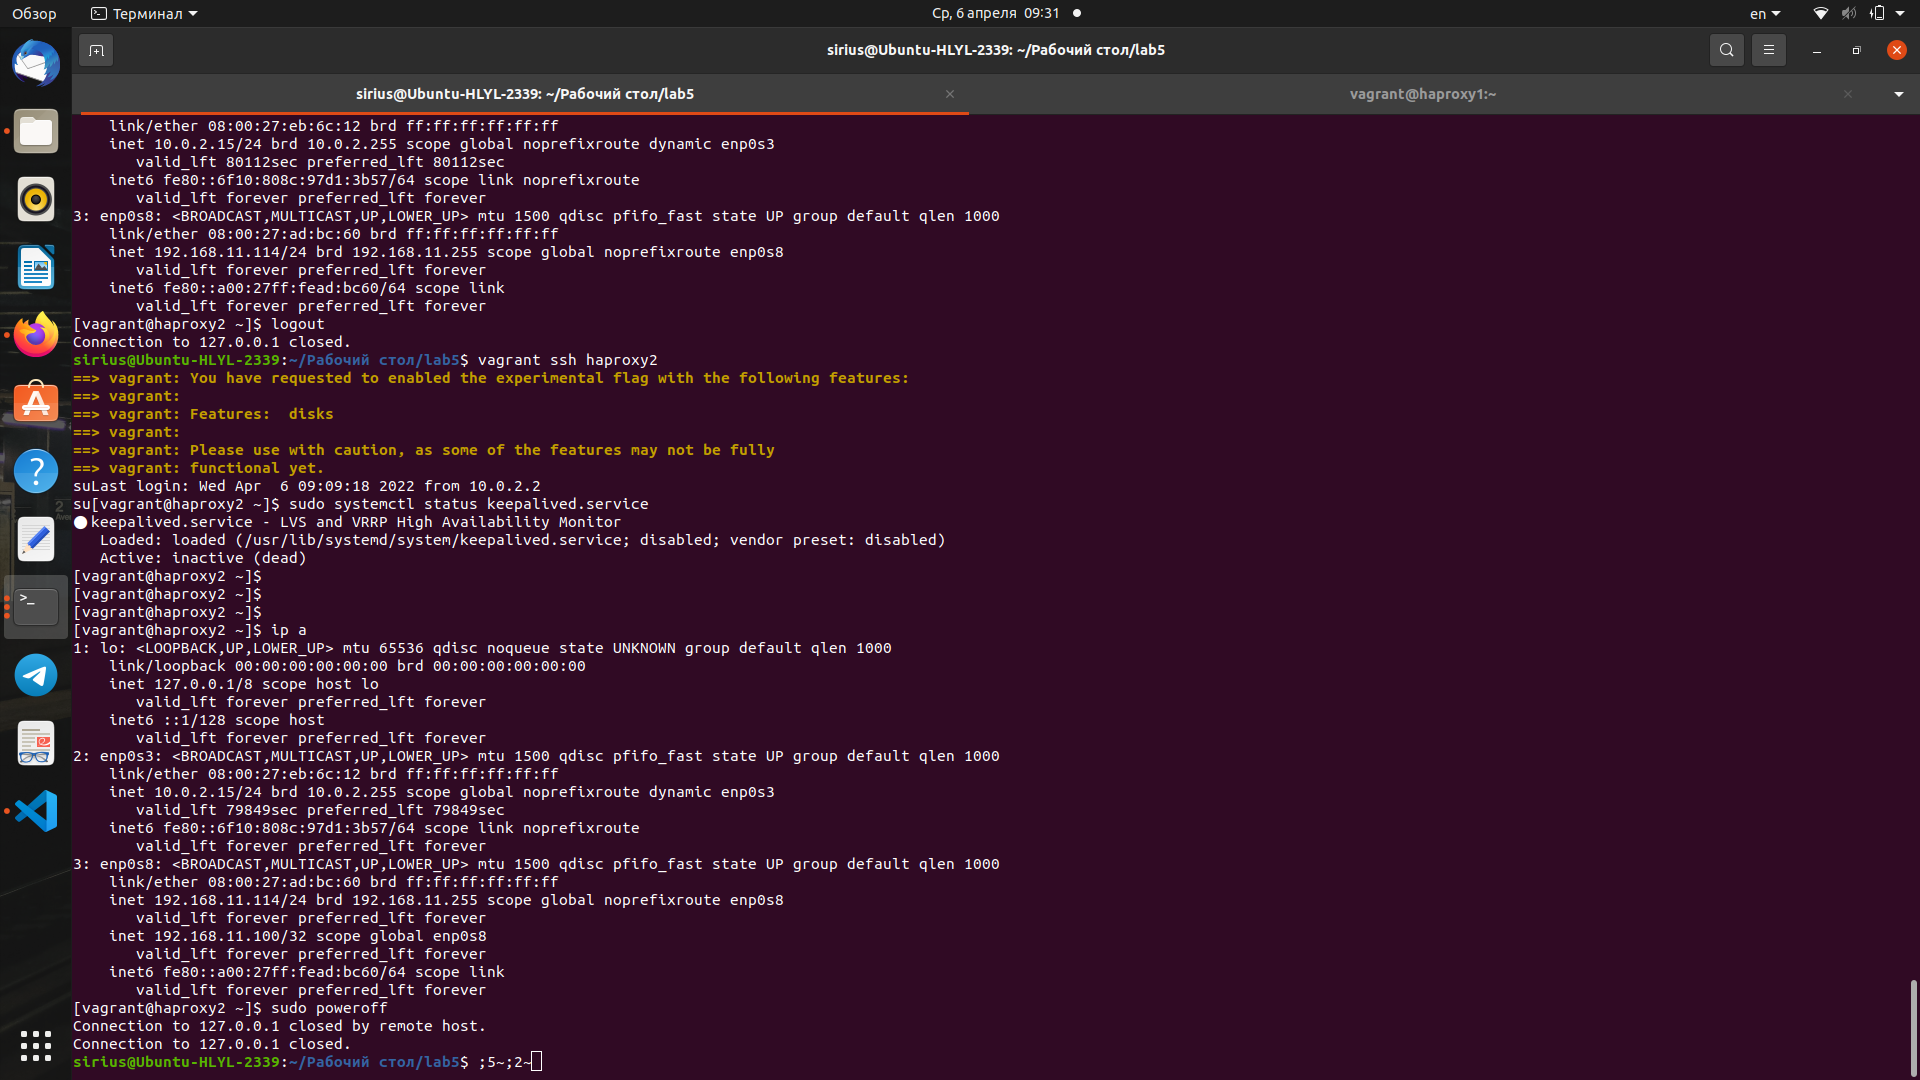 Обзор
Терминал
Ср, 6 апреля 09:31
en
sirius@Ubuntu-HLYL-2339: ~/Рабочий стол/lab5
sirius@Ubuntu-HLYL-2339: ~/Рабочий стол/lab5
vagrant@haproxy1:~
link/ether 08:00:27:eb:6c:12 brd ff:ff:ff:ff:ff:ff
inet 10.0.2.15/24 brd 10.0.2.255 scope global noprefixroute dynamic enp0s3
valid_lft 80112sec preferred_lft 80112sec
inet6 fe80::6f10:808c:97d1:3b57/64 scope link noprefixroute
valid_lft forever preferred_lft forever
3: enp0s8: <BROADCAST,MULTICAST,UP,LOWER_UP> mtu 1500 qdisc pfifo_fast state UP group default qlen 1000
link/ether 08:00:27:ad:bc:60 brd ff:ff:ff:ff:ff:ff
inet 192.168.11.114/24 brd 192.168.11.255 scope global noprefixroute enp0s8
valid_lft forever preferred_lft forever
inet6 fe80::a00:27ff:fead:bc60/64 scope link
valid_lft forever preferred_lft forever
[vagrant@haproxy2 ~]$ logout
Connection to 127.0.0.1 closed.
sirius@Ubuntu-HLYL-2339:~/Рабочий стол/lab5$ vagrant ssh haproxy2
==> vagrant: You have requested to enabled the experimental flag with the following features:
==> vagrant:
==> vagrant: Features:  disks
==> vagrant:
==> vagrant: Please use with caution, as some of the features may not be fully
==> vagrant: functional yet.
suLast login: Wed Apr  6 09:09:18 2022 from 10.0.2.2
su[vagrant@haproxy2 ~]$ sudo systemctl status keepalived.service
●keepalived.service - LVS and VRRP High Availability Monitor
Loaded: loaded (/usr/lib/systemd/system/keepalived.service; disabled; vendor preset: disabled)
Active: inactive (dead)
[vagrant@haproxy2 ~]$
[vagrant@haproxy2 ~]$
[vagrant@haproxy2 ~]$
[vagrant@haproxy2 ~]$ ip a
1: lo: <LOOPBACK,UP,LOWER_UP> mtu 65536 qdisc noqueue state UNKNOWN group default qlen 1000
link/loopback 00:00:00:00:00:00 brd 00:00:00:00:00:00
inet 127.0.0.1/8 scope host lo
valid_lft forever preferred_lft forever
inet6 ::1/128 scope host
valid_lft forever preferred_lft forever
2: enp0s3: <BROADCAST,MULTICAST,UP,LOWER_UP> mtu 1500 qdisc pfifo_fast state UP group default qlen 1000
link/ether 08:00:27:eb:6c:12 brd ff:ff:ff:ff:ff:ff
inet 10.0.2.15/24 brd 10.0.2.255 scope global noprefixroute dynamic enp0s3
valid_lft 79849sec preferred_lft 79849sec
inet6 fe80::6f10:808c:97d1:3b57/64 scope link noprefixroute
valid_lft forever preferred_lft forever
3: enp0s8: <BROADCAST,MULTICAST,UP,LOWER_UP> mtu 1500 qdisc pfifo_fast state UP group default qlen 1000
link/ether 08:00:27:ad:bc:60 brd ff:ff:ff:ff:ff:ff
inet 192.168.11.114/24 brd 192.168.11.255 scope global noprefixroute enp0s8
valid_lft forever preferred_lft forever
inet 192.168.11.100/32 scope global enp0s8
valid_lft forever preferred_lft forever
inet6 fe80::a00:27ff:fead:bc60/64 scope link
valid_lft forever preferred_lft forever
[vagrant@haproxy2 ~]$ sudo poweroff
Connection to 127.0.0.1 closed by remote host.
Connection to 127.0.0.1 closed.
sirius@Ubuntu-HLYL-2339:~/Рабочий стол/lab5$ ;5~;2~